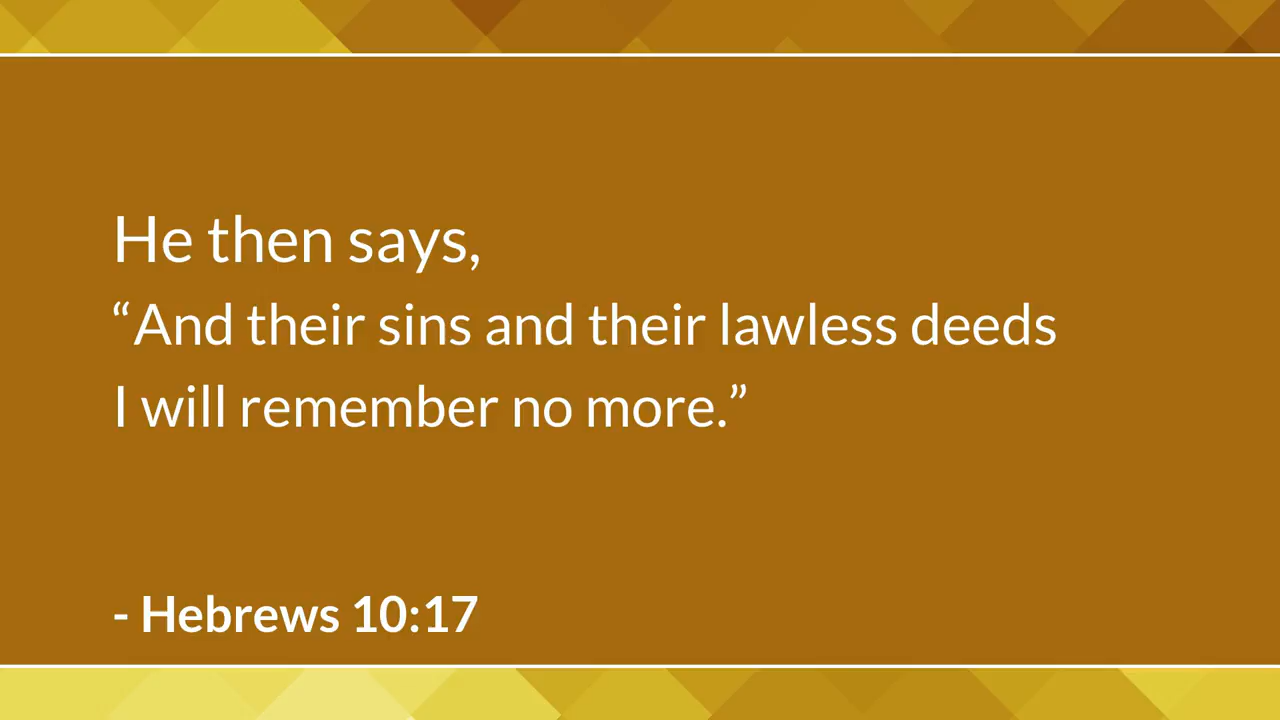 He then says,
“And their sins and their lawless deeds
I will remember no more.”
- Hebrews 10:17